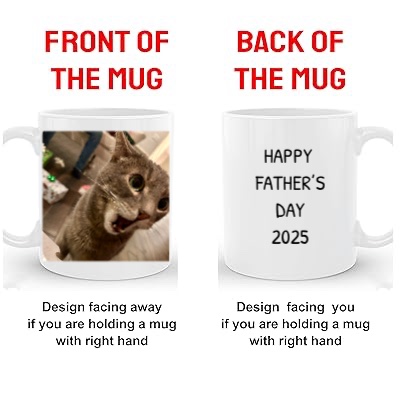 FRONT OF
THE MUG
BACK OF
THE MUG
HAPPY
FATHER'S
DAY
2025
Design facing away
if you are holding a mug
with right hand
Design facing you
if you are holding a mug
with right hand